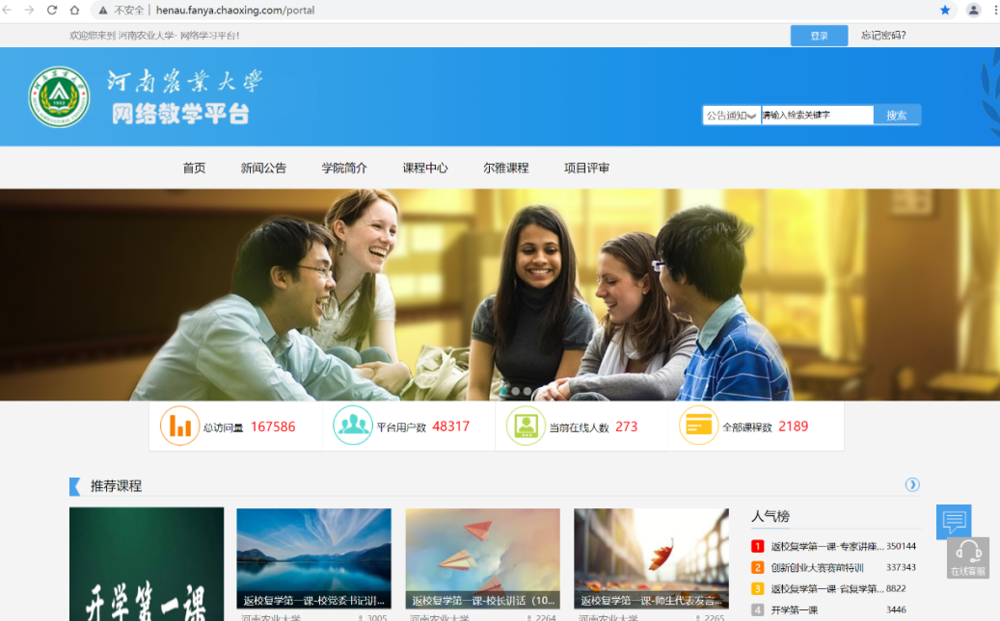 不安全 | henau.fanya.chaoxing.com/portal
欢迎您来到 河南农业大学- 网络学习平台！
登录
忘记密码?
河南农业大学
网络教学平台
公告通知
请输入检索关键字
搜索
首页 新闻公告 学院简介 课程中心 尔雅课程 项目评审
总访问量 167586
平台用户数 48317
当前在线人数 273
全部课程数 2189
推荐课程
开学第一课
返校复学第一课-校党委书记讲...
河南农业大学 3005
返校复学第一课-校长讲话（10...
河南农业大学 2264
返校复学第一课-师生代表发言...
河南农业大学 2265
人气榜
1 返校复学第一课-专家讲座... 350144
2 创新创业大赛赛前特训 337343
3 返校复学第一课-省复学第... 8822
4 开学第一课 3446
在线客服